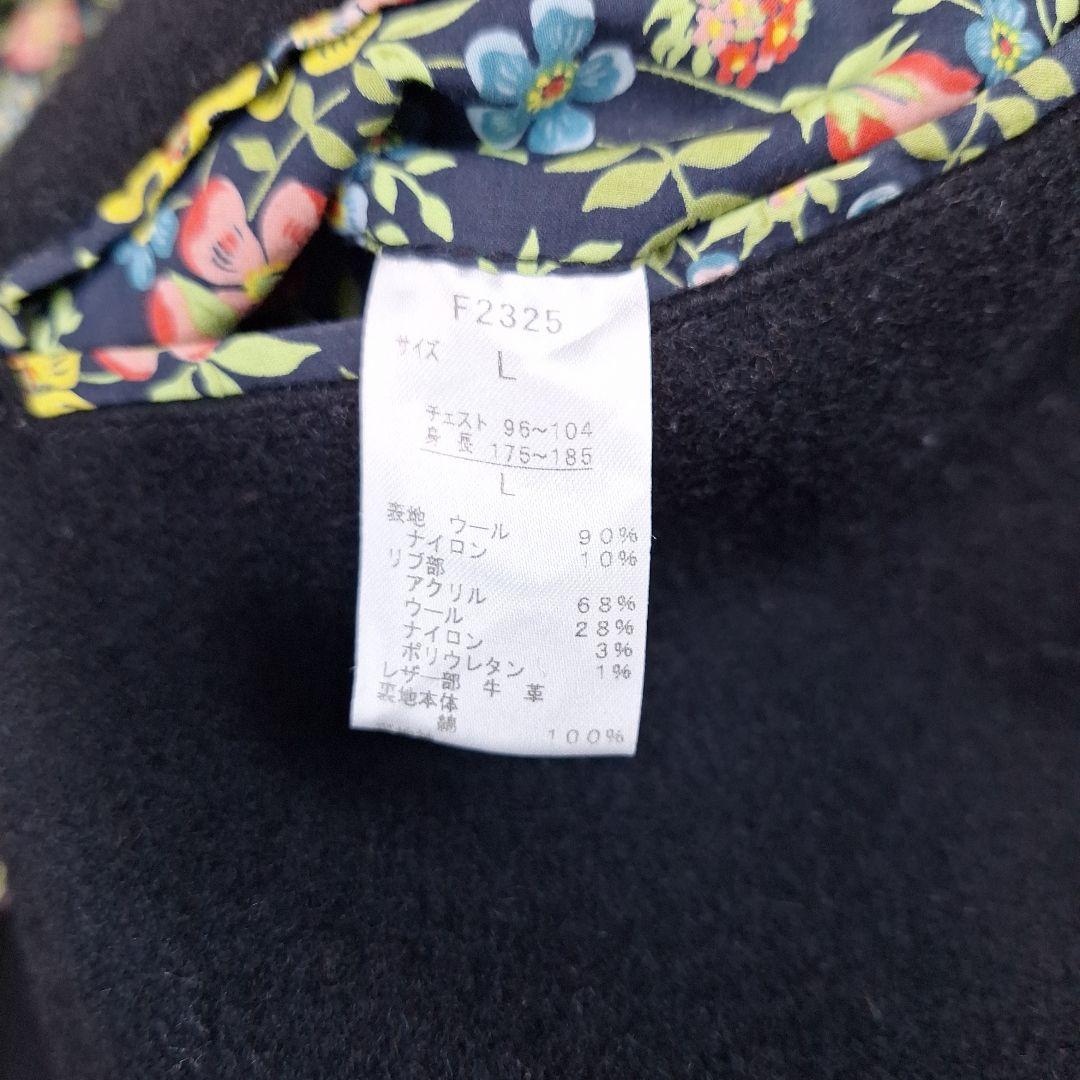 F2325
サイズ L
チェスト 96~104
身長 175~185
L
表地 ウール 90%
ナイロン 10%
リブ部
アクリル 68%
ウール 28%
ナイロン 3%
ポリウレタン 1%
レザー部 牛革
裏地本体
綿 100%